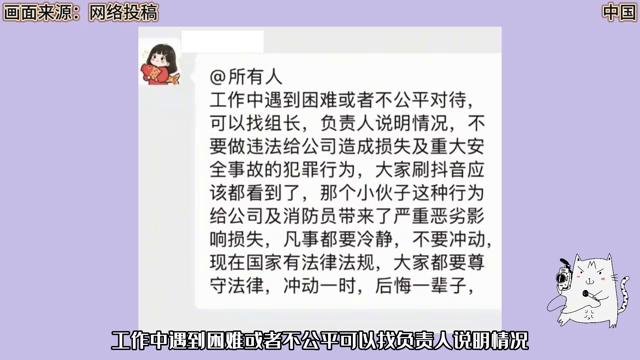 画面来源：网络投稿
中国
@所有人
工作中遇到困难或者不公平对待，
可以找组长，负责人说明情况，不
要做违法给公司造成损失及重大安
全事故的犯罪行为，大家刷抖音应
该都看到了，那个小伙子这种行为
给公司及消防员带来了严重恶劣影
响损失，凡事都要冷静，不要冲动，
现在国家有法律法规，大家都要尊
守法律，冲动一时，后悔一辈子，
工作中遇到困难或者不公平可以找负责人说明情况